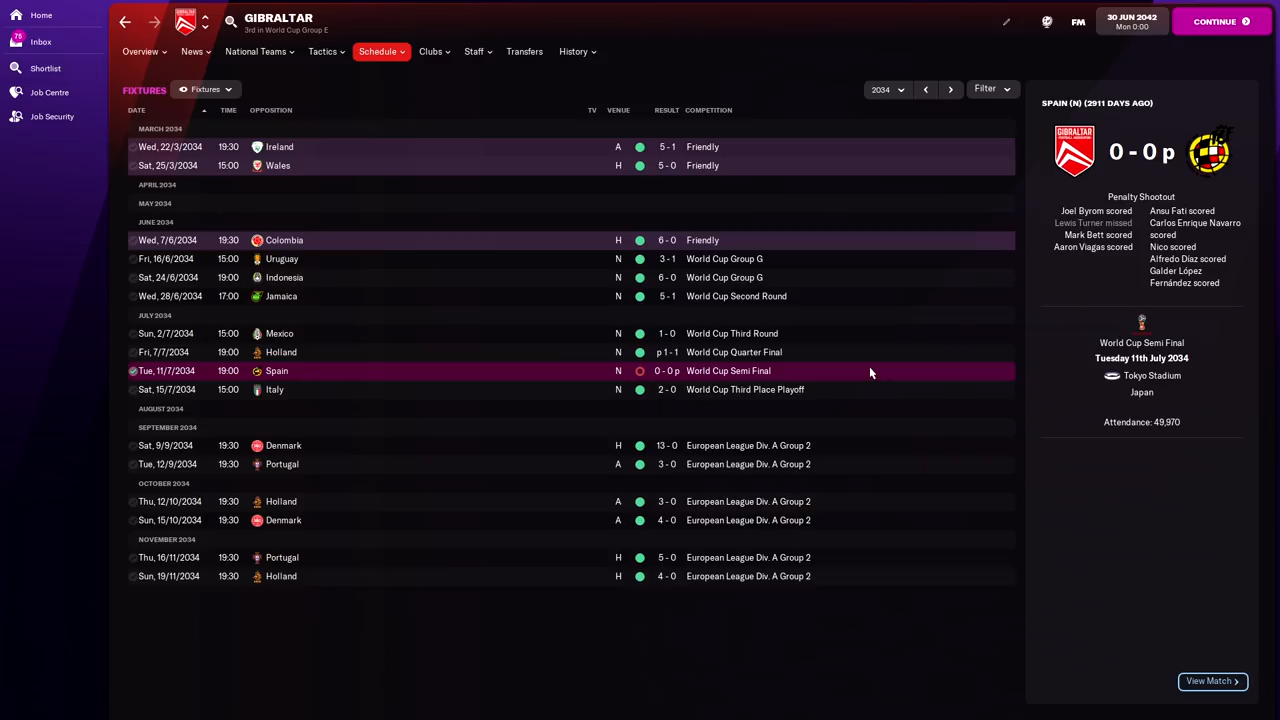 Home
75
Inbox
Shortlist
Job Centre
Job Security
GIBRALTAR
3rd in World Cup Group E
FM
30 JUN 2042
Mon 0:00
CONTINUE
Overview
News
National Teams
Tactics
Schedule
Clubs
Staff
Transfers
History
FIXTURES
Fixtures
2034
Filter
DATE TIME OPPOSITION TV VENUE RESULT COMPETITION
MARCH 2034
Wed, 22/3/2034 19:30 Ireland A 5 - 1 Friendly
Sat, 25/3/2034 15:00 Wales H 5 - 0 Friendly
APRIL 2034
MAY 2034
JUNE 2034
Wed, 7/6/2034 19:30 Colombia H 6 - 0 Friendly
Fri, 16/6/2034 15:00 Uruguay N 3 - 1 World Cup Group G
Sat, 24/6/2034 19:00 Indonesia N 6 - 0 World Cup Group G
Wed, 28/6/2034 17:00 Jamaica N 5 - 1 World Cup Second Round
JULY 2034
Sun, 2/7/2034 15:00 Mexico N 1 - 0 World Cup Third Round
Fri, 7/7/2034 19:00 Holland N p 1 - 1 World Cup Quarter Final
Tue, 11/7/2034 19:00 Spain N 0 - 0 p World Cup Semi Final
Sat, 15/7/2034 15:00 Italy N 2 - 0 World Cup Third Place Playoff
AUGUST 2034
SEPTEMBER 2034
Sat, 9/9/2034 19:30 Denmark H 13 - 0 European League Div. A Group 2
Tue, 12/9/2034 19:30 Portugal A 3 - 0 European League Div. A Group 2
OCTOBER 2034
Thu, 12/10/2034 19:30 Holland A 3 - 0 European League Div. A Group 2
Sun, 15/10/2034 19:30 Denmark A 4 - 0 European League Div. A Group 2
NOVEMBER 2034
Thu, 16/11/2034 19:30 Portugal H 5 - 0 European League Div. A Group 2
Sun, 19/11/2034 19:30 Holland H 4 - 0 European League Div. A Group 2
SPAIN (N) (2911 DAYS AGO)
GIBRALTAR
0 - 0 p
Penalty Shootout
Joel Byrom scored
Lewis Turner missed
Mark Bett scored
Aaron Viagas scored
Ansu Fati scored
Carlos Enrique Navarro
scored
Nico scored
Alfredo Díaz scored
Galder López
Fernández scored
World Cup Semi Final
Tuesday 11th July 2034
Tokyo Stadium
Japan
Attendance: 49,970
View Match